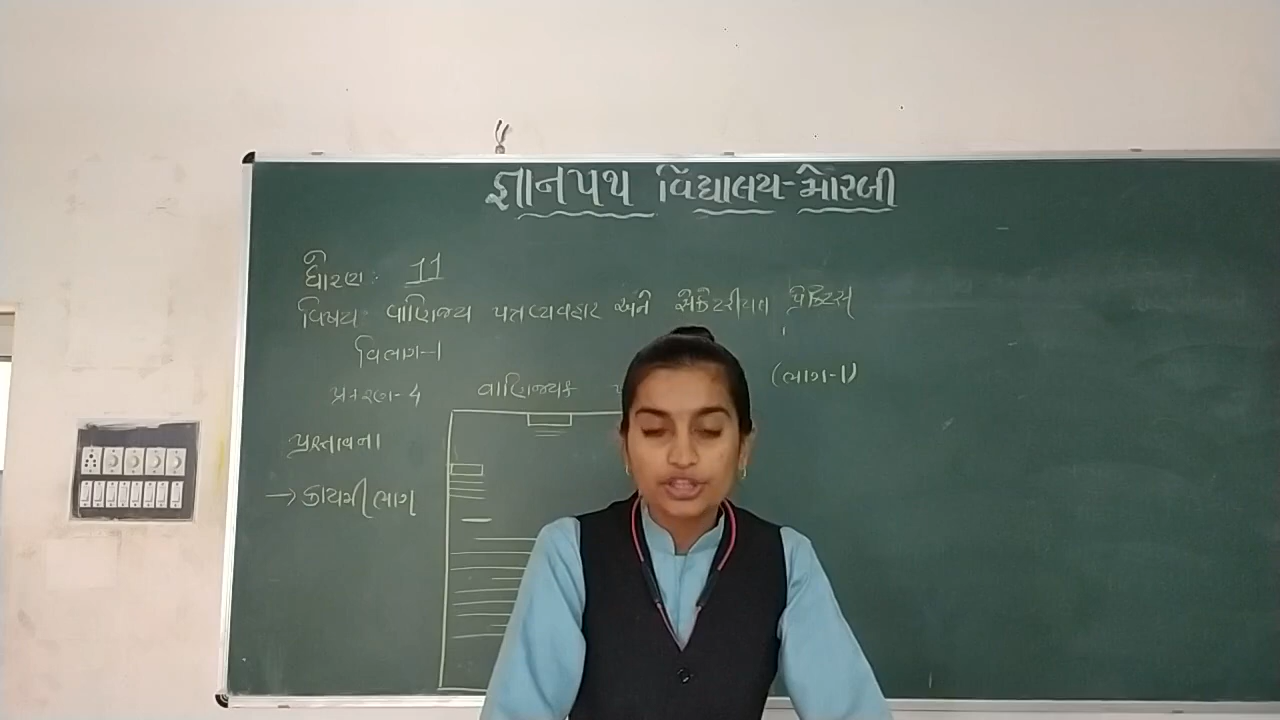 જ્ઞાનપથ વિદ્યાલય-મોરબી
ધોરણ: 11
વિષય વાણિજ્ય પત્રવ્યવહાર અને સેક્રેટરીયલ પ્રેક્ટિસ
વિભાગ-1
પ્રકરણ-4 વાણિજ્યક (ભાગ-1)
પ્રસ્તાવના
→ કાયમી ભાગ